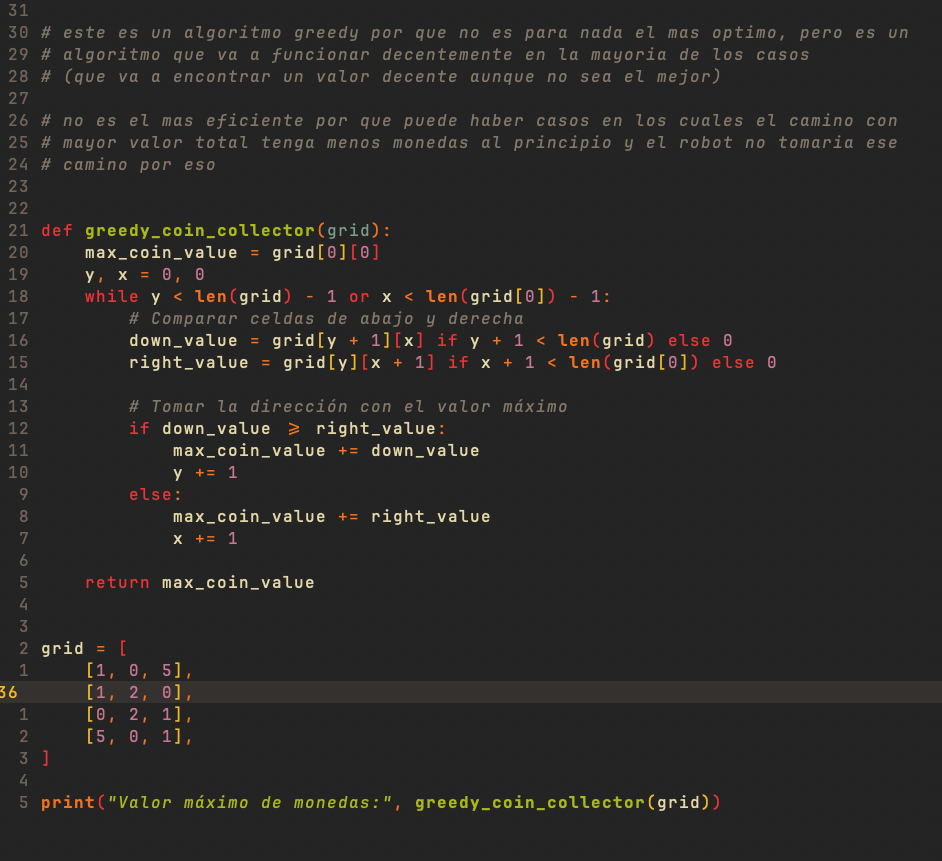 31
30 # este es un algoritmo greedy por que no es para nada el mas optimo, pero es un
29 # algoritmo que va a funcionar decentemente en la mayoria de los casos
28 # (que va a encontrar un valor decente aunque no sea el mejor)
27
26 # no es el mas eficiente por que puede haber casos en los cuales el camino con
25 # mayor valor total tenga menos monedas al principio y el robot no tomaria ese
24 # camino por eso
23
22
21 def greedy_coin_collector(grid):
20     max_coin_value = grid[0][0]
19     y, x = 0, 0
18     while y < len(grid) - 1 or x < len(grid[0]) - 1:
17         # Comparar celdas de abajo y derecha
16         down_value = grid[y + 1][x] if y + 1 < len(grid) else 0
15         right_value = grid[y][x + 1] if x + 1 < len(grid[0]) else 0
14
13         # Tomar la dirección con el valor máximo
12         if down_value ⩾ right_value:
11             max_coin_value += down_value
10             y += 1
9         else:
8             max_coin_value += right_value
7             x += 1
6
5     return max_coin_value
4
3
2 grid = [
1     [1, 0, 5],
36     [1, 2, 0],
1     [0, 2, 1],
2     [5, 0, 1],
3 ]
4
5 print("Valor máximo de monedas:", greedy_coin_collector(grid))